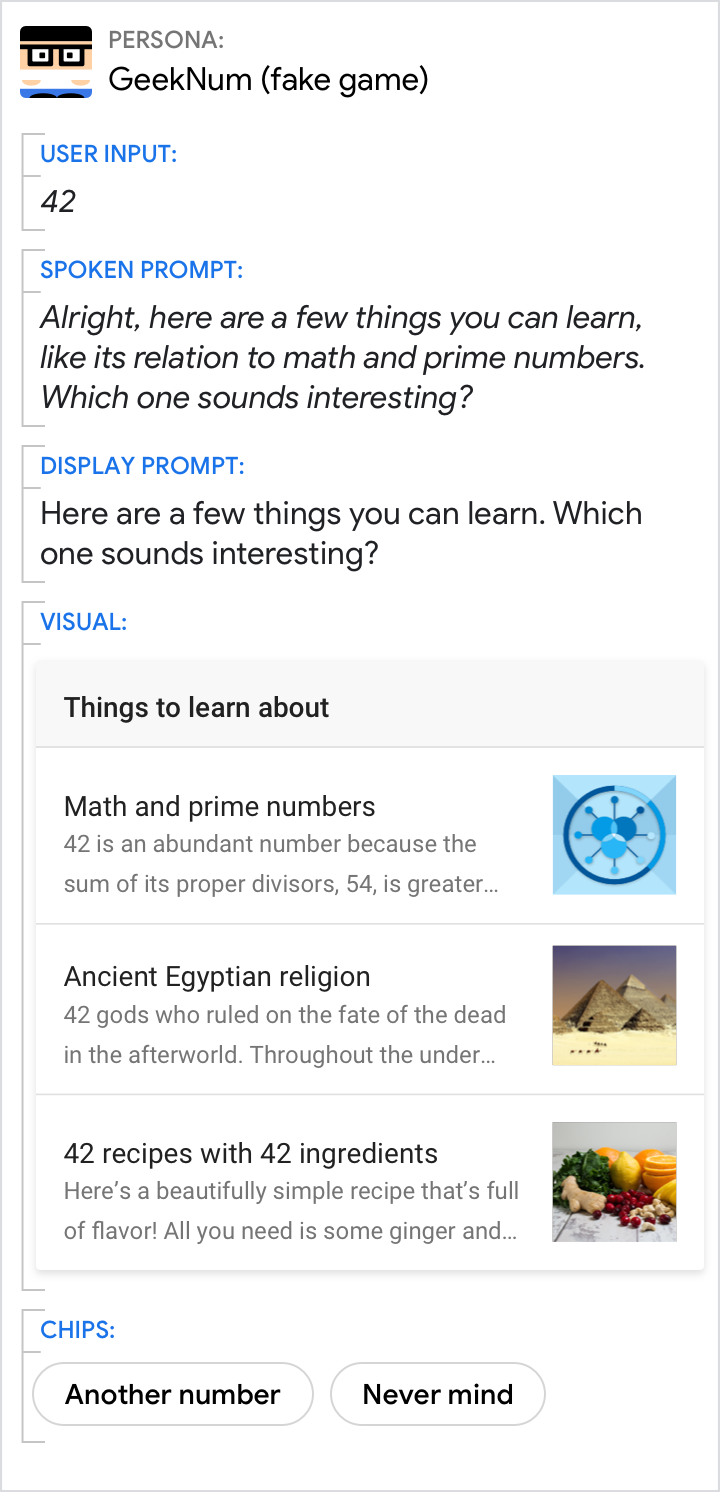 PERSONA:
GeekNum (fake game)
USER INPUT:
42
SPOKEN PROMPT:
Alright, here are a few things you can learn,
like its relation to math and prime numbers.
Which one sounds interesting?
DISPLAY PROMPT:
Here are a few things you can learn. Which
one sounds interesting?
VISUAL:
Things to learn about
Math and prime numbers
42 is an abundant number because the
sum of its proper divisors, 54, is greater…
Ancient Egyptian religion
42 gods who ruled on the fate of the dead
in the afterworld. Throughout the under…
42 recipes with 42 ingredients
Here’s a beautifully simple recipe that’s full
of flavor! All you need is some ginger and…
CHIPS:
Another number
Never mind